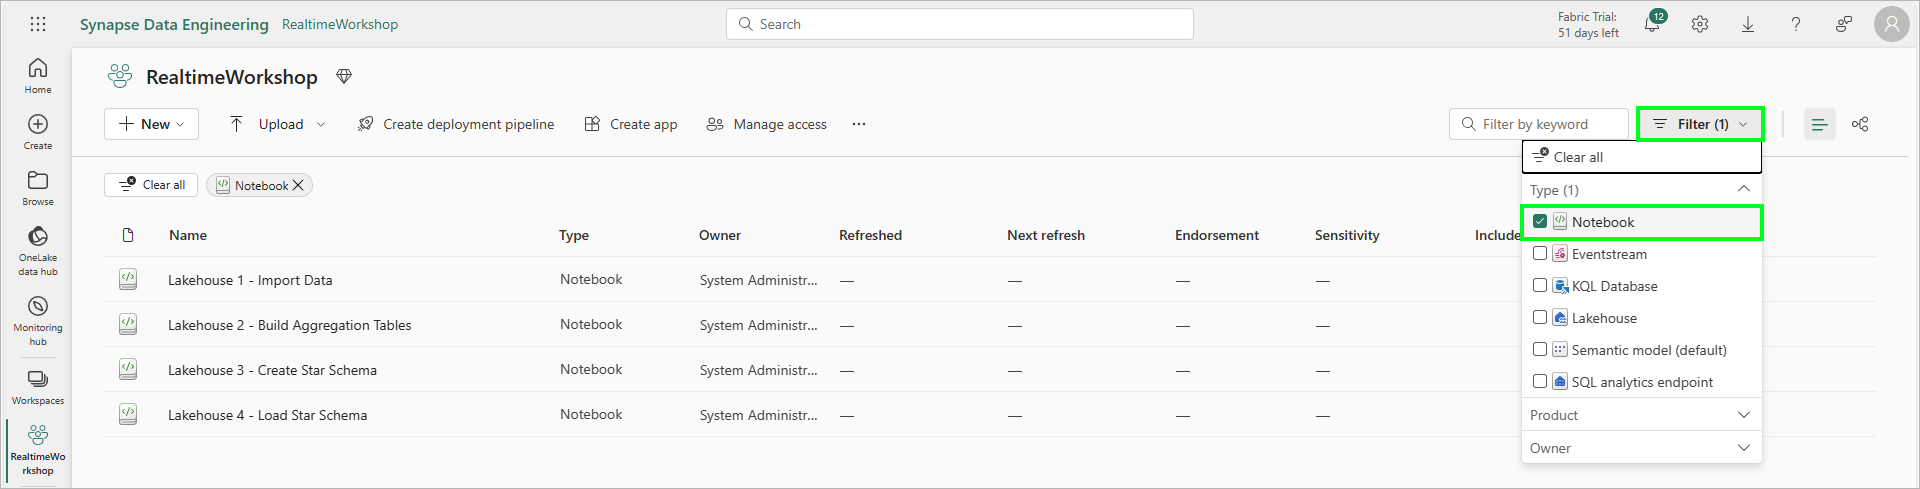 Synapse Data Engineering RealtimeWorkshop
Search
Fabric Trial:
51 days left
12
Home
Create
Browse
OneLake
data hub
Monitoring
hub
Workspaces
RealtimeWo
rkshop
RealtimeWorkshop
New Upload Create deployment pipeline Create app Manage access ... Filter by keyword Filter (1)
Clear all Notebook
Name Type Owner Refreshed Next refresh Endorsement Sensitivity Include
Lakehouse 1 - Import Data Notebook System Administr... — — — —
Lakehouse 2 - Build Aggregation Tables Notebook System Administr... — — — —
Lakehouse 3 - Create Star Schema Notebook System Administr... — — — —
Lakehouse 4 - Load Star Schema Notebook System Administr... — — — —
Clear all
Type (1)
Notebook
Eventstream
KQL Database
Lakehouse
Semantic model (default)
SQL analytics endpoint
Product
Owner